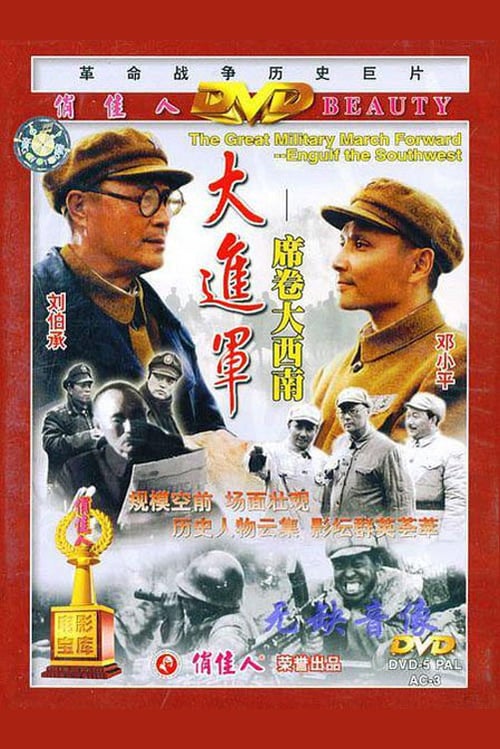 革命战争历史巨片
俏佳人 DVD BEAUTY
The Great Military March Forward
--Engulf the Southwest
大進軍
—席卷大西南
刘伯承
邓小平
规模空前 场面壮观
历史人物云集 影坛群英荟萃
俏佳人
电影
宝库
无缺音像
DVD
DVD-5 PAL
AC-3
俏佳人 荣誉出品